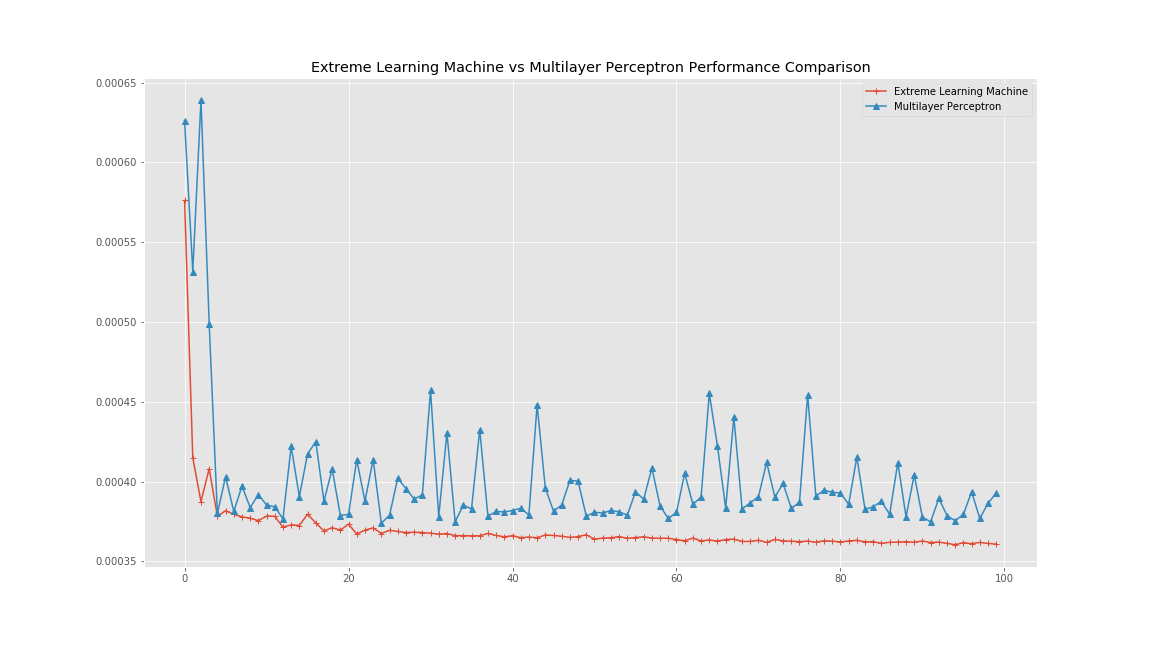 Extreme Learning Machine vs Multilayer Perceptron Performance Comparison
0.00065
0.00060
0.00055
0.00050
0.00045
0.00040
0.00035
Extreme Learning Machine
Multilayer Perceptron
0 20 40 60 80 100